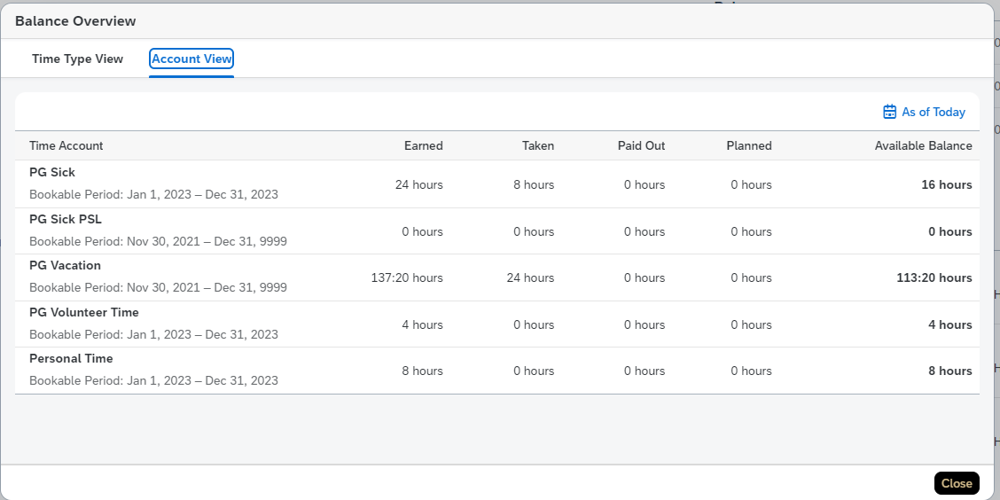 Balance Overview
Time Type View Account View
As of Today
Time Account Earned Taken Paid Out Planned Available Balance
PG Sick
Bookable Period: Jan 1, 2023 – Dec 31, 2023
24 hours 8 hours 0 hours 0 hours 16 hours
PG Sick PSL
Bookable Period: Nov 30, 2021 – Dec 31, 9999
0 hours 0 hours 0 hours 0 hours 0 hours
PG Vacation
Bookable Period: Nov 30, 2021 – Dec 31, 9999
137:20 hours 24 hours 0 hours 0 hours 113:20 hours
PG Volunteer Time
Bookable Period: Jan 1, 2023 – Dec 31, 2023
4 hours 0 hours 0 hours 0 hours 4 hours
Personal Time
Bookable Period: Jan 1, 2023 – Dec 31, 2023
8 hours 0 hours 0 hours 0 hours 8 hours
Close